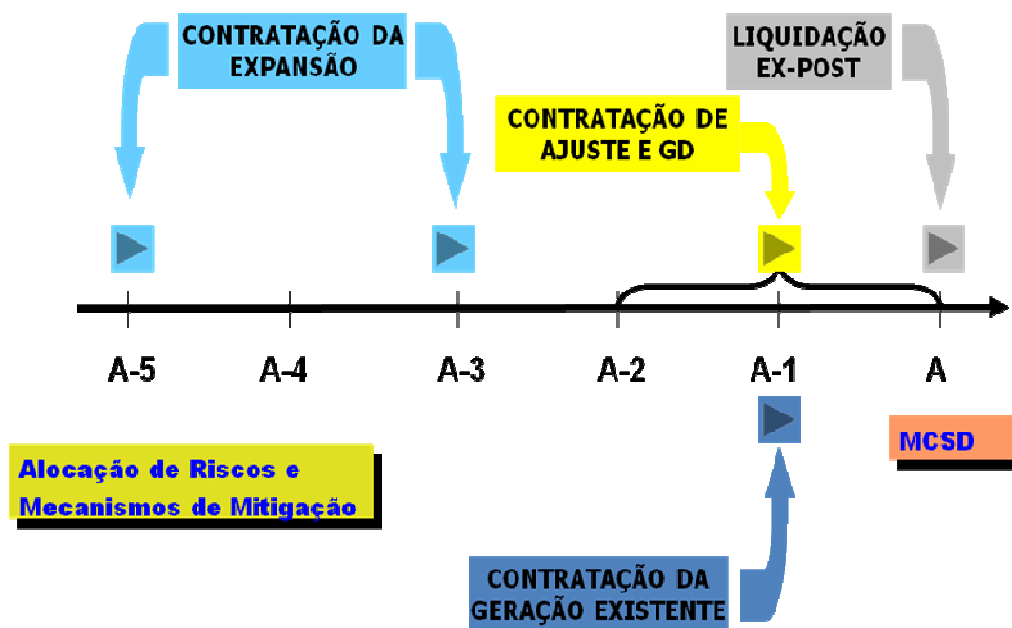 CONTRATAÇÃO DA
EXPANSÃO
LIQUIDAÇÃO
EX-POST
CONTRATAÇÃO DE
AJUSTE E GD
A-5
A-4
A-3
A-2
A-1
A
MCSD
Alocação de Riscos e
Mecanismos de Mitigação
CONTRATAÇÃO DA
GERAÇÃO EXISTENTE